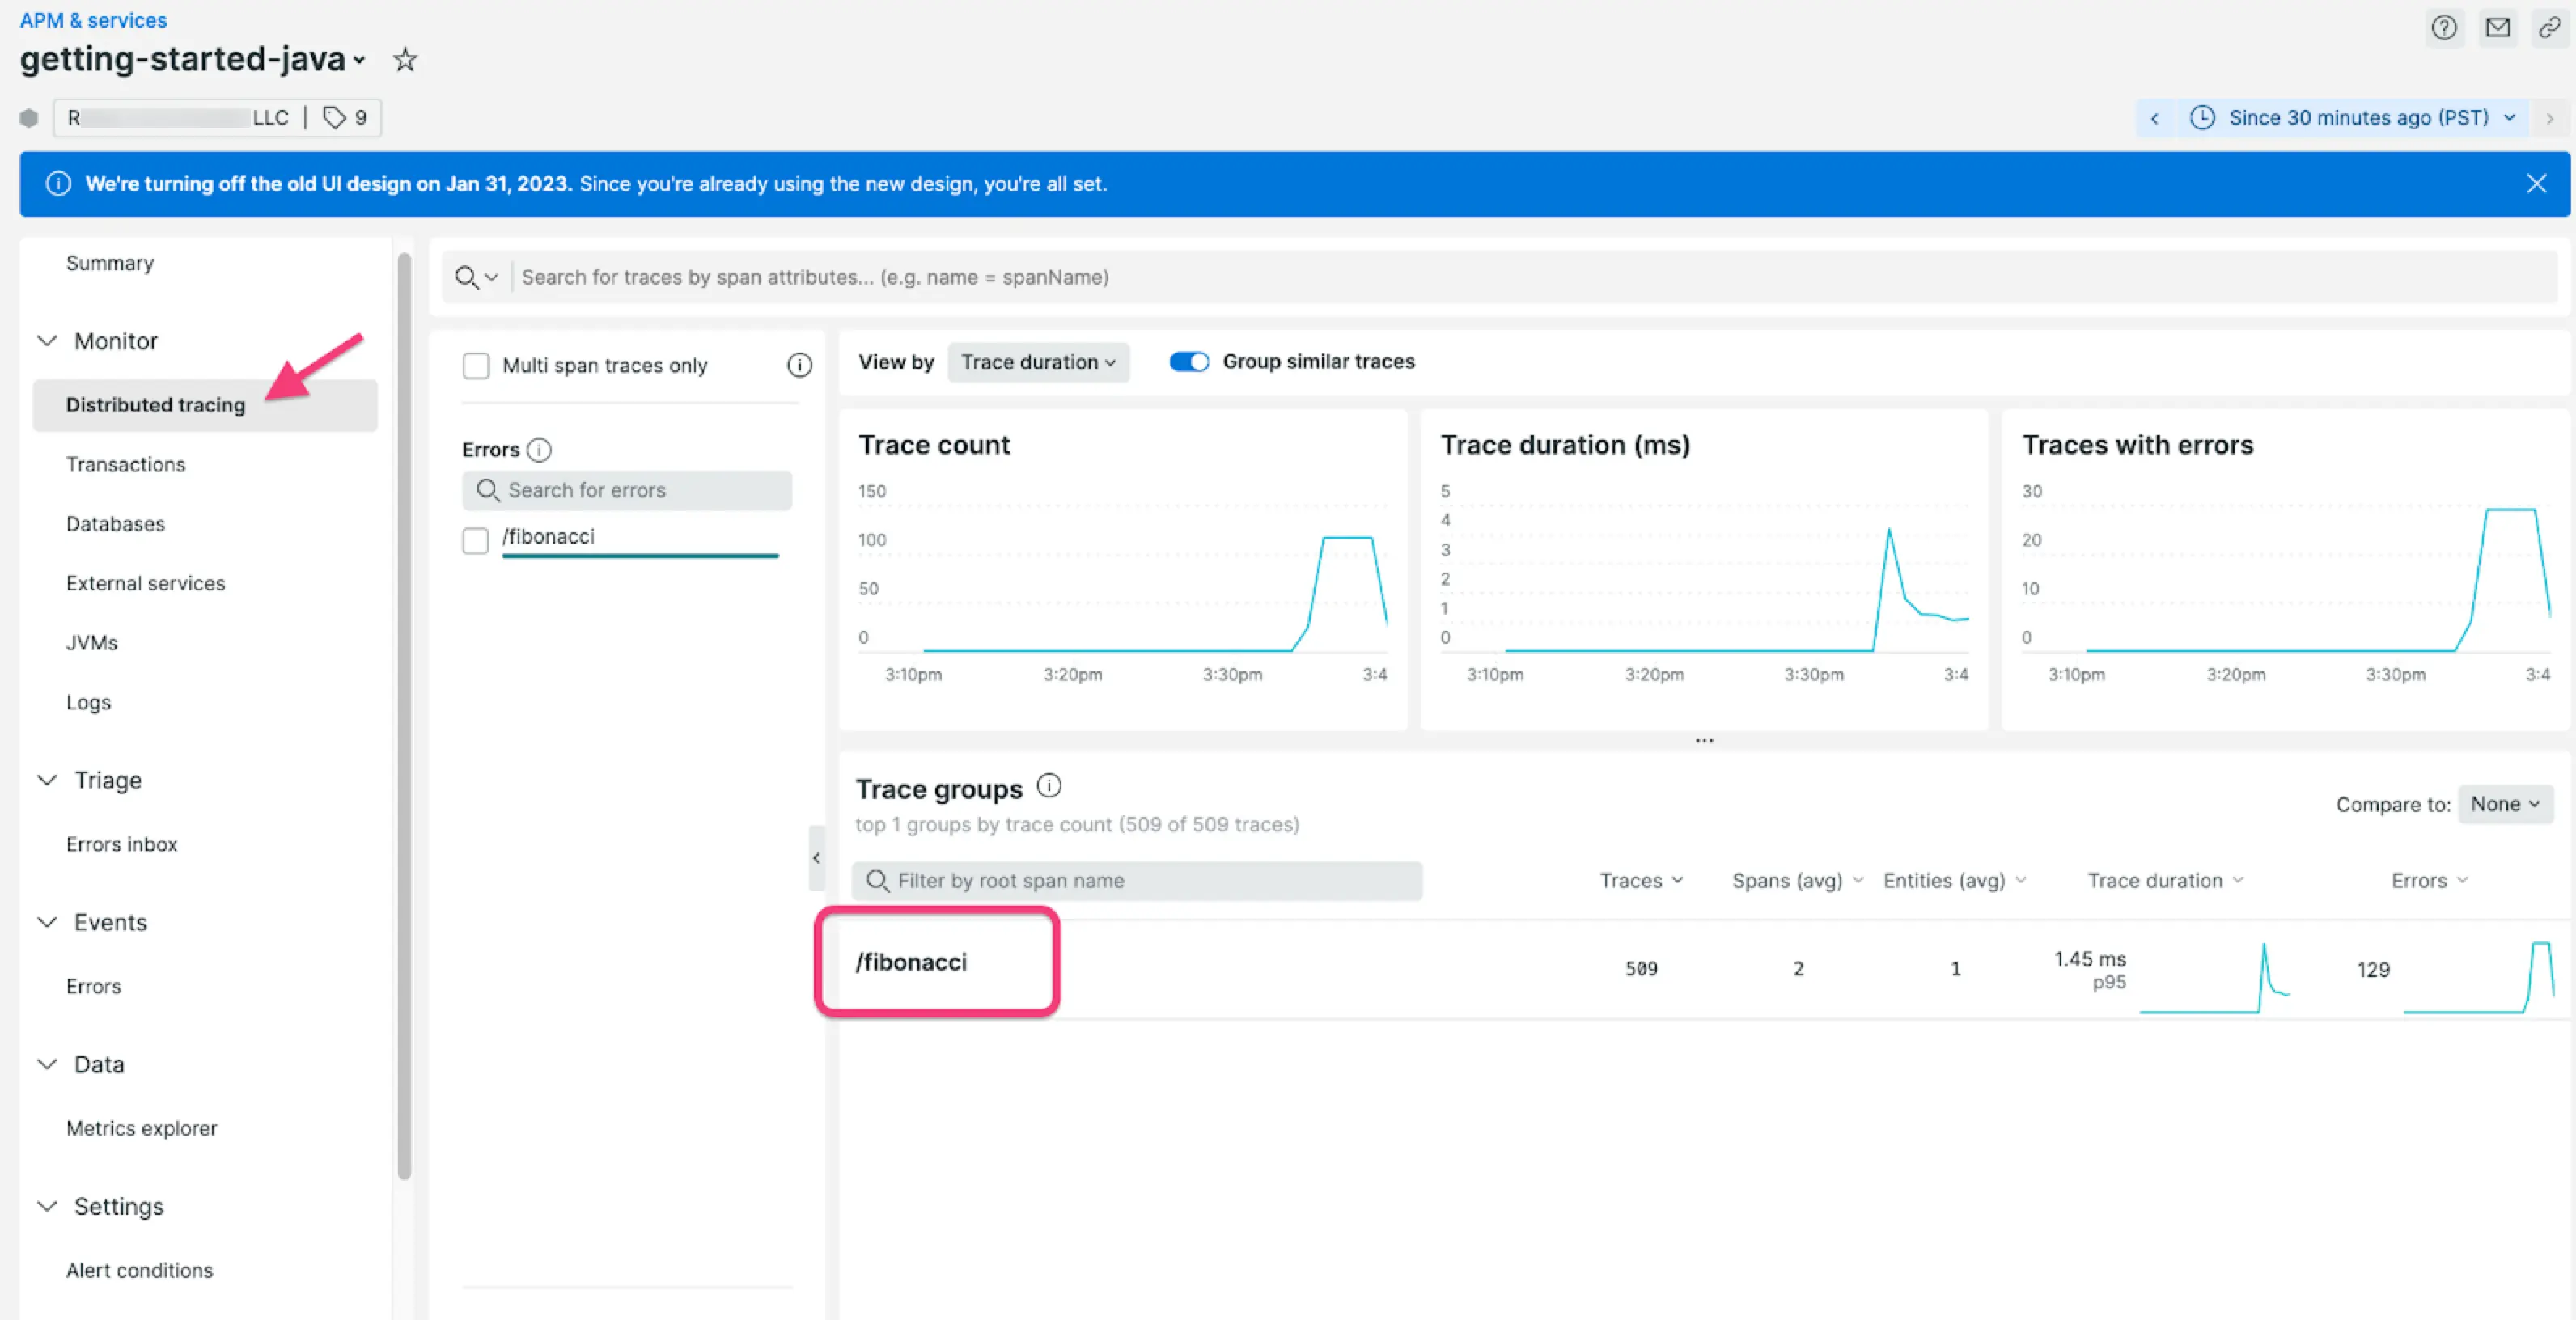 APM & services
getting-started-java
R LLC | 9
Since 30 minutes ago (PST)
We're turning off the old UI design on Jan 31, 2023. Since you're already using the new design, you're all set.
Summary
Monitor
Distributed tracing
Transactions
Databases
External services
JVMs
Logs
Triage
Errors inbox
Events
Errors
Data
Metrics explorer
Settings
Alert conditions
Search for traces by span attributes... (e.g. name = spanName)
Multi span traces only
Errors
Search for errors
/fibonacci
View by Trace duration Group similar traces
Trace count
150
100
50
0
3:10pm 3:20pm 3:30pm 3:4
Trace duration (ms)
5
4
3
2
1
0
3:10pm 3:20pm 3:30pm 3:4
Traces with errors
30
20
10
0
3:10pm 3:20pm 3:30pm 3:4
...
Trace groups
top 1 groups by trace count (509 of 509 traces)
Compare to: None
Filter by root span name
Traces Spans (avg) Entities (avg) Trace duration Errors
/fibonacci 509 2 1 1.45 ms 129
p95